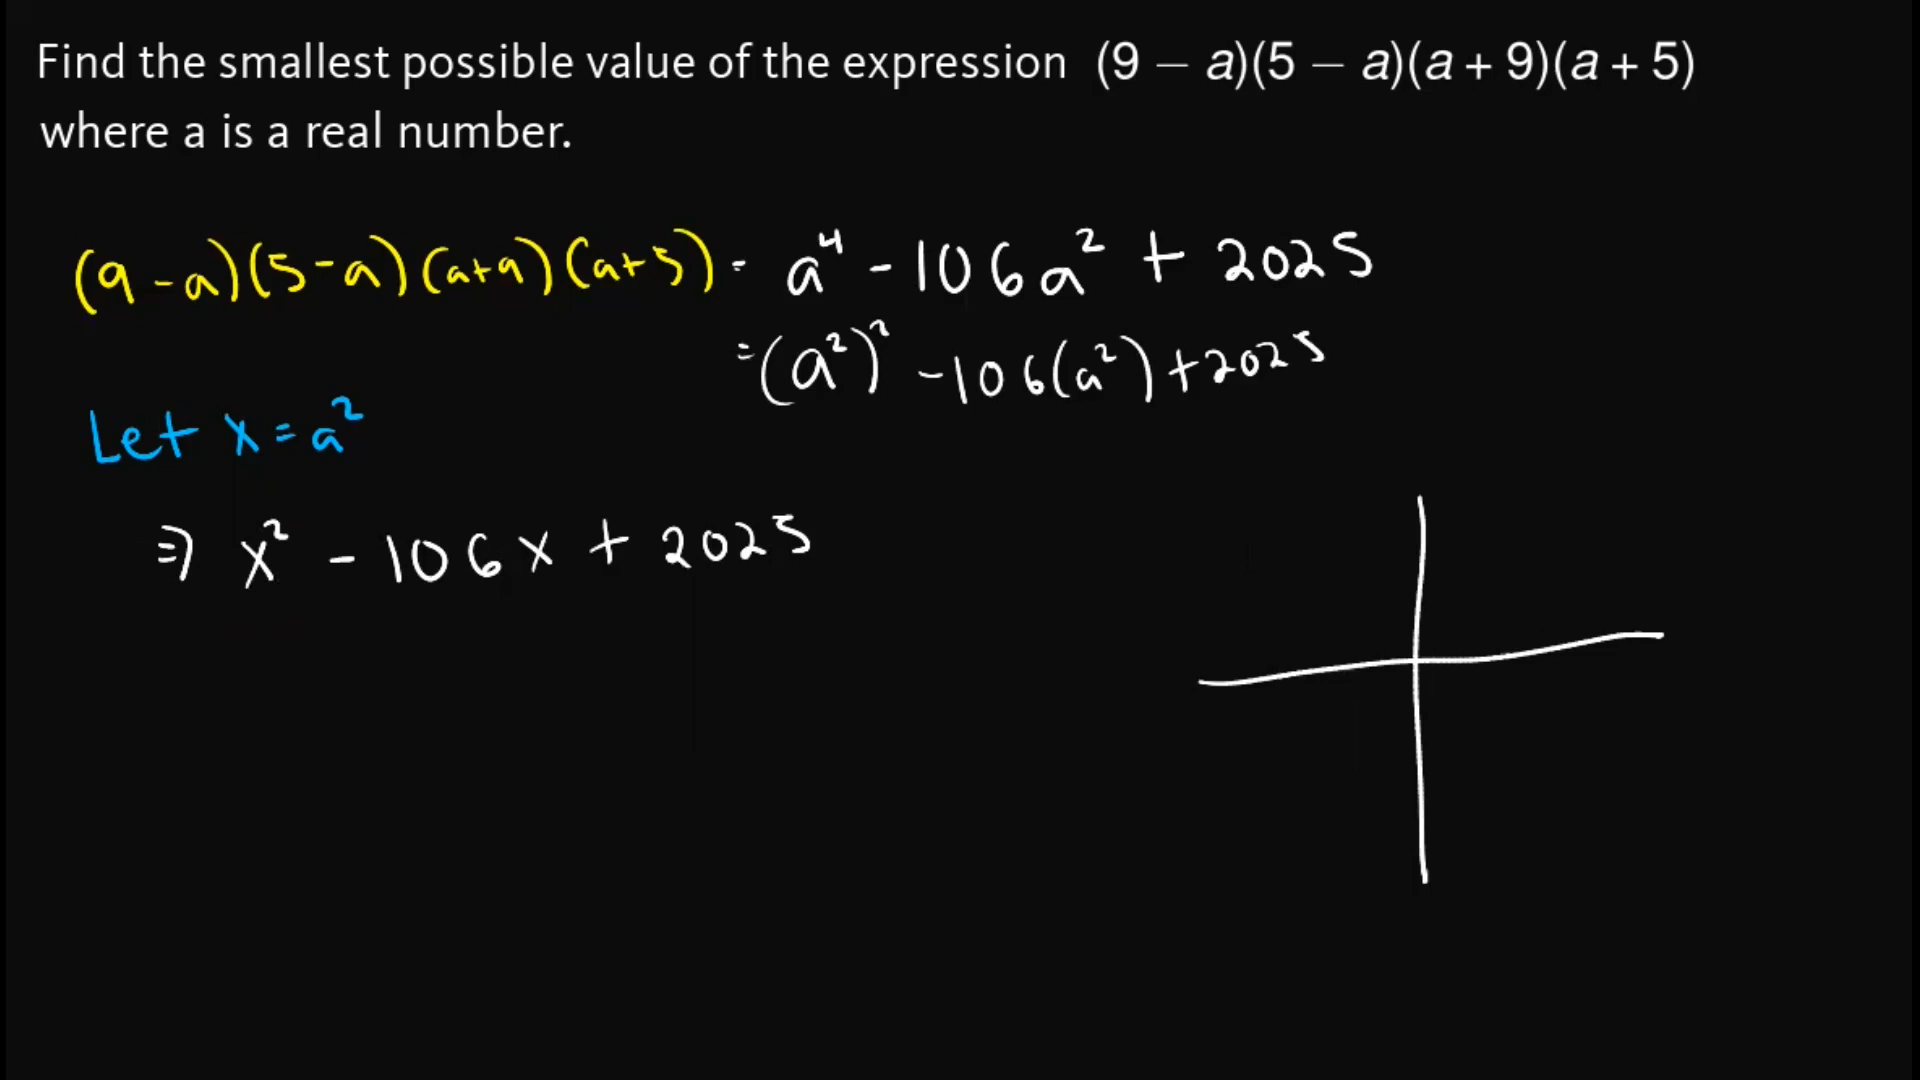 Find the smallest possible value of the expression (9 − a)(5 − a)(a + 9)(a + 5)
where a is a real number.
(9 - a)(5 - a)(a + 9)(a + 5) = a⁴ - 106a² + 2025
= (a²)² - 106(a²) + 2025
Let x = a²
⇒ x² - 106x + 2025